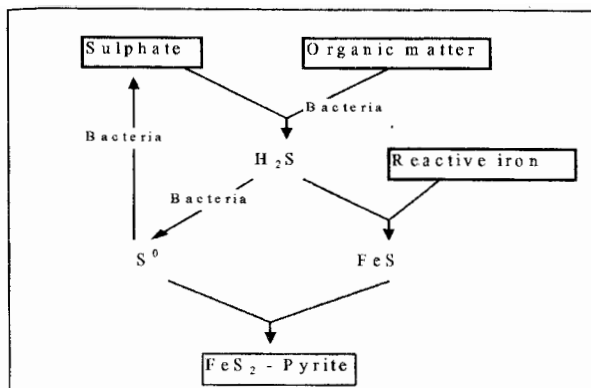 Sulphate
Organic matter
Bacteria
Bacteria
H₂S
Reactive iron
Bacteria
S⁰
FeS
FeS₂ - Pyrite